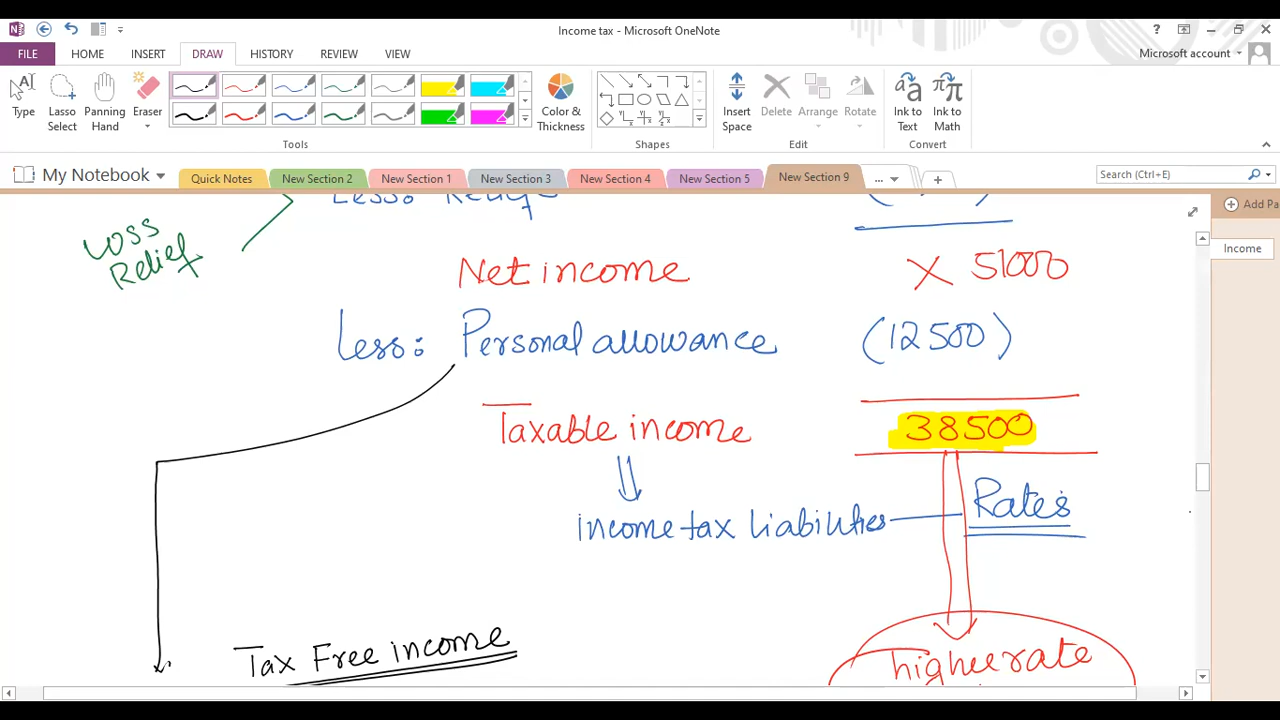 Income tax - Microsoft OneNote
FILE HOME INSERT DRAW HISTORY REVIEW VIEW
Microsoft account
Type
Lasso Select
Panning Hand
Eraser
Color & Thickness
Insert Space
Delete
Arrange
Rotate
Ink to Text
Ink to Math
Tools
Shapes
Edit
Convert
My Notebook
Quick Notes
New Section 2
New Section 1
New Section 3
New Section 4
New Section 5
New Section 9
...
Search (Ctrl+E)
Add Pa
Income
Less: Relief
Loss
Relief
Net income X 51000
Less: Personal allowance (12500)
Taxable income 38500
income tax liabilities Rates
Tax Free income
higher rate